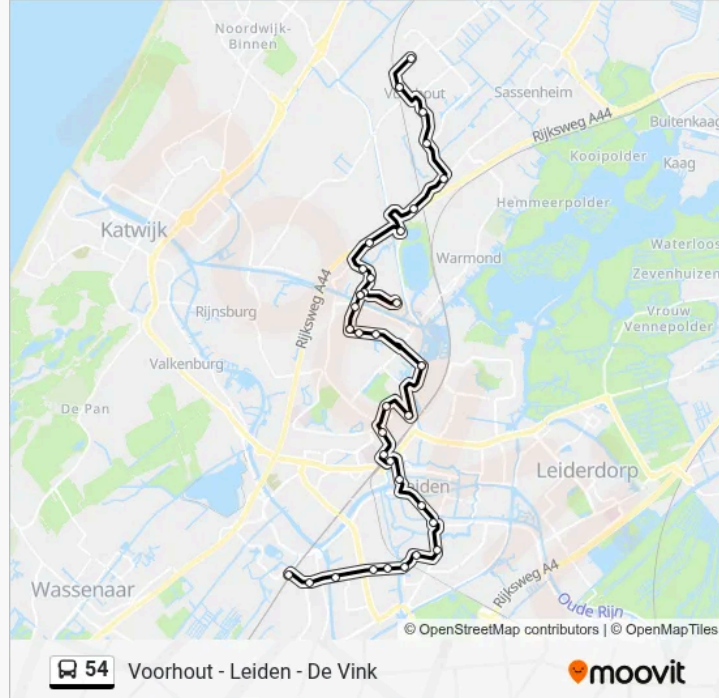 Noordwijk-
Binnen
Voorhout
Sassenheim
Rijksweg A44
Buitenkaag
Kooipolder
Kaag
Hemmeerpolder
Katwijk
Waterloos
Warmond
Zevenhuizen
Rijksweg A44
Rijnsburg
Vrouw
Vennepolder
Valkenburg
De Pan
Leiderdorp
Leiden
Rijksweg A4
Wassenaar
Oude Rijn
© OpenStreetMap contributors | © OpenMapTiles
54 Voorhout - Leiden - De Vink
moovit